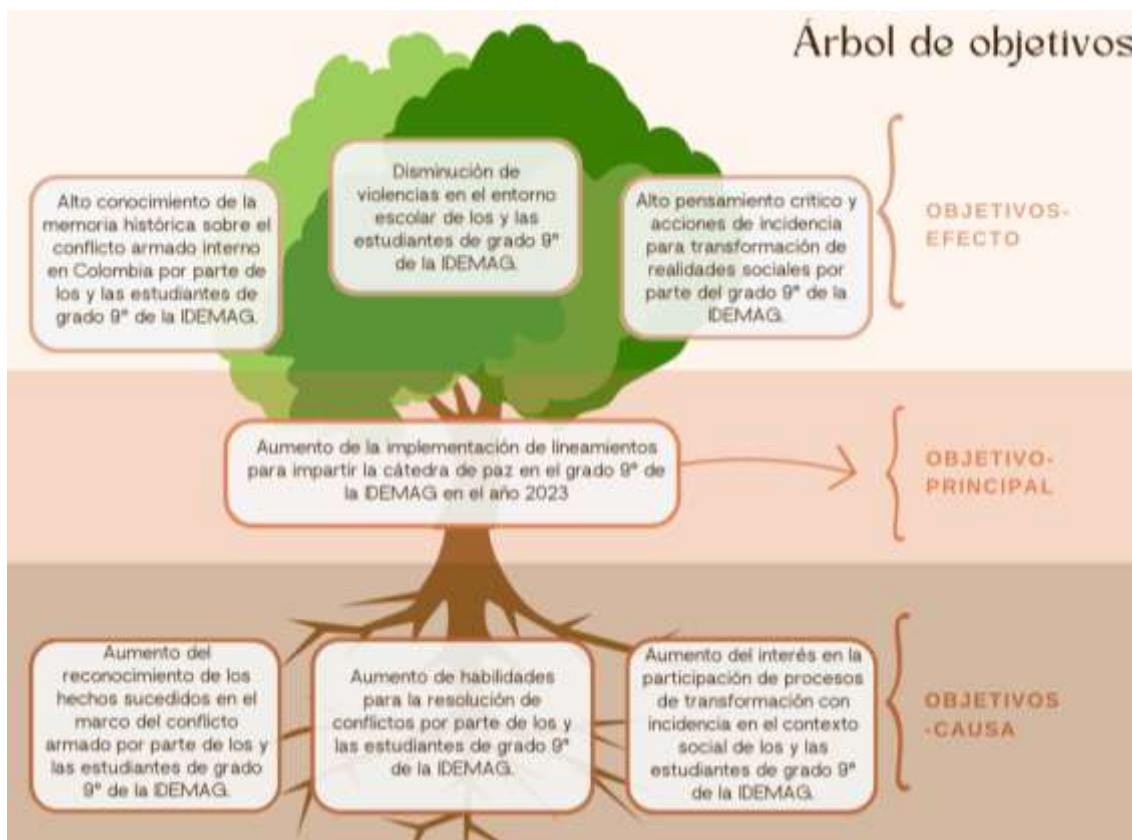 Árbol de objetivos
Alto conocimiento de la
memoria histórica sobre el
conflicto armado interno
en Colombia por parte de
los y las estudiantes de
grado 9° de la IDEMAG.
Disminución de
violencias en el entorno
escolar de los y las
estudiantes de grado 9°
de la IDEMAG.
Alto pensamiento crítico y
acciones de incidencia
para transformación de
realidades sociales por
parte del grado 9° de la
IDEMAG.
OBJETIVOS-
EFECTO
Aumento de la implementación de lineamientos
para impartir la cátedra de paz en el grado 9° de
la IDEMAG en el año 2023
OBJETIVO-
PRINCIPAL
Aumento del
reconocimiento de los
hechos sucedidos en el
marco del conflicto
armado por parte de los y
las estudiantes de grado
9° de la IDEMAG.
Aumento de habilidades
para la resolución de
conflictos por parte de los y
las estudiantes de grado 9°
de la IDEMAG.
Aumento del interés en la
participación de procesos
de transformación con
incidencia en el contexto
social de los y las
estudiantes de grado 9°
de la IDEMAG.
OBJETIVOS
-CAUSA